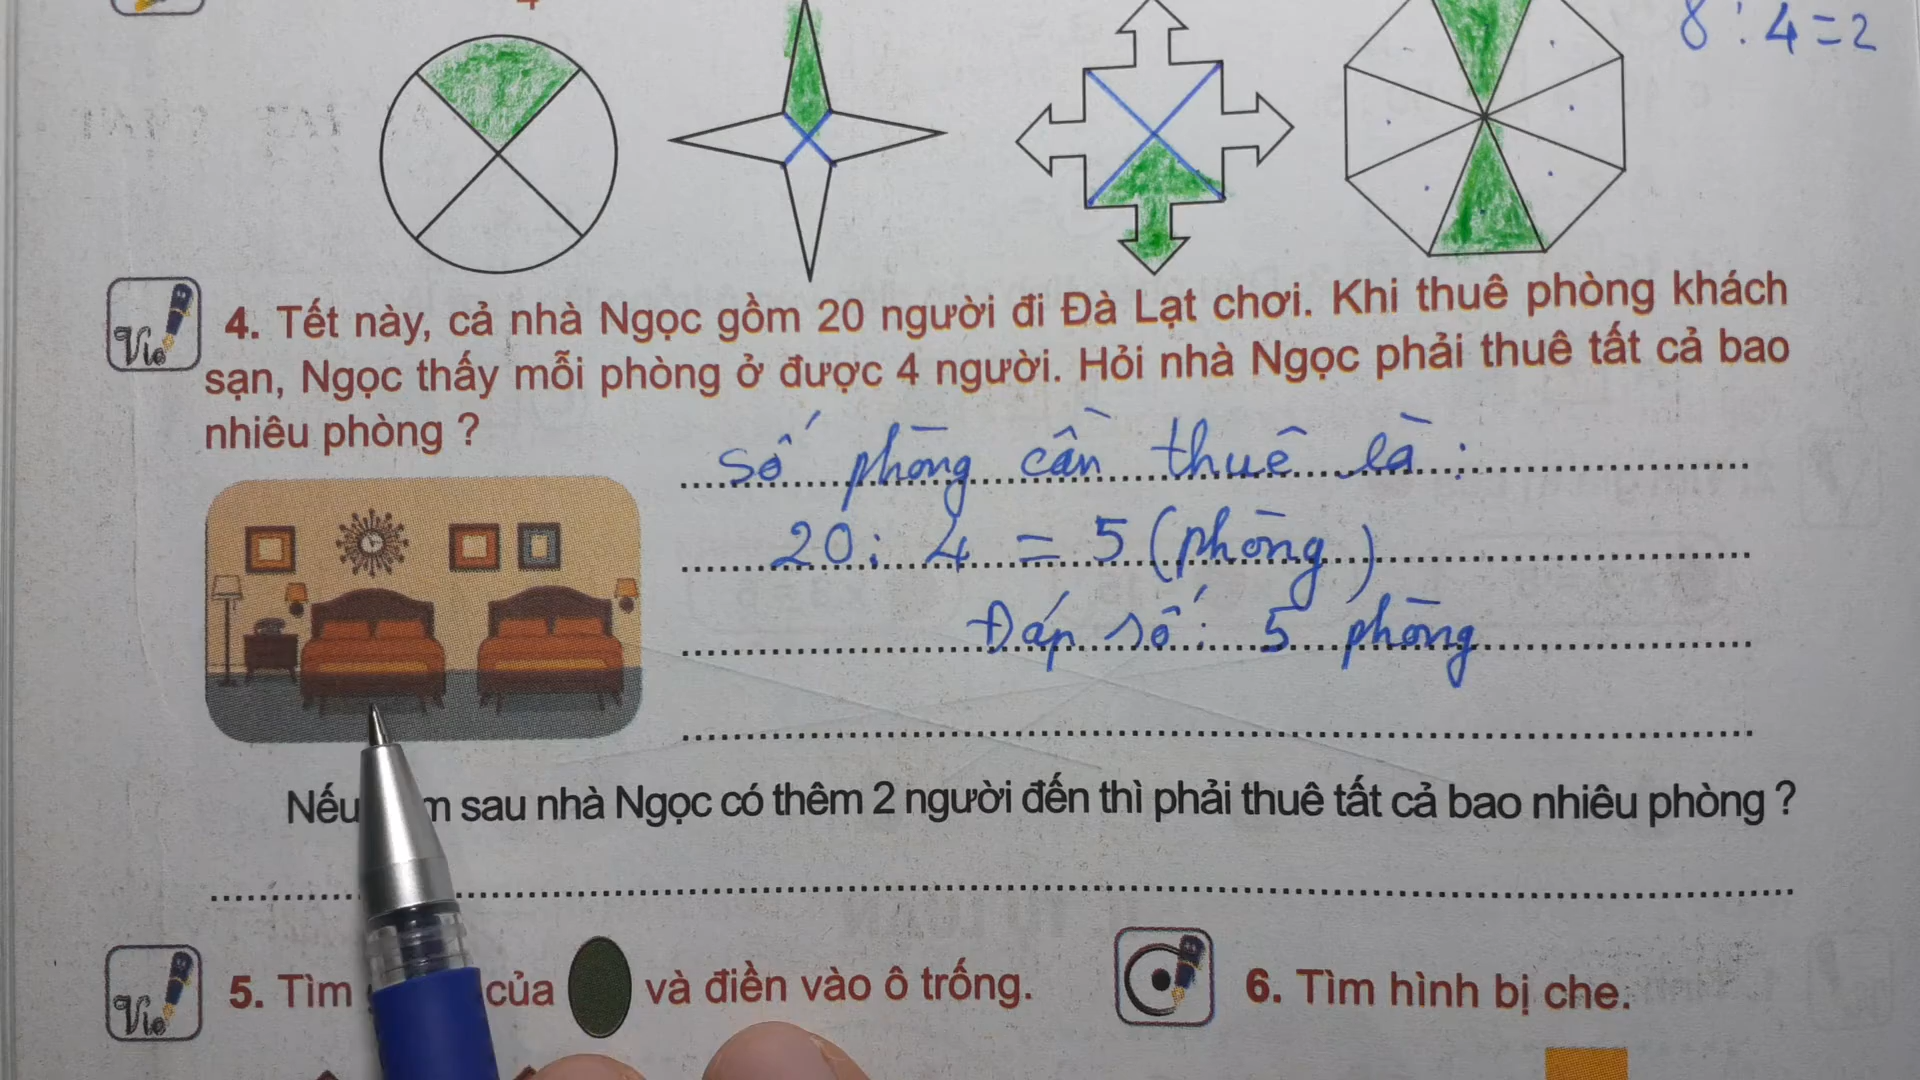 8 : 4 = 2
Vio
4. Tết này, cả nhà Ngọc gồm 20 người đi Đà Lạt chơi. Khi thuê phòng khách
sạn, Ngọc thấy mỗi phòng ở được 4 người. Hỏi nhà Ngọc phải thuê tất cả bao
nhiêu phòng ?
Số phòng cần thuê là :
20 : 4 = 5 (phòng)
Đáp số : 5 phòng
sau nhà Ngọc có thêm 2 người đến thì phải thuê tất cả bao nhiêu phòng ?
Vio
5. Tìm của và điền vào ô trống.
6. Tìm hình bị che.